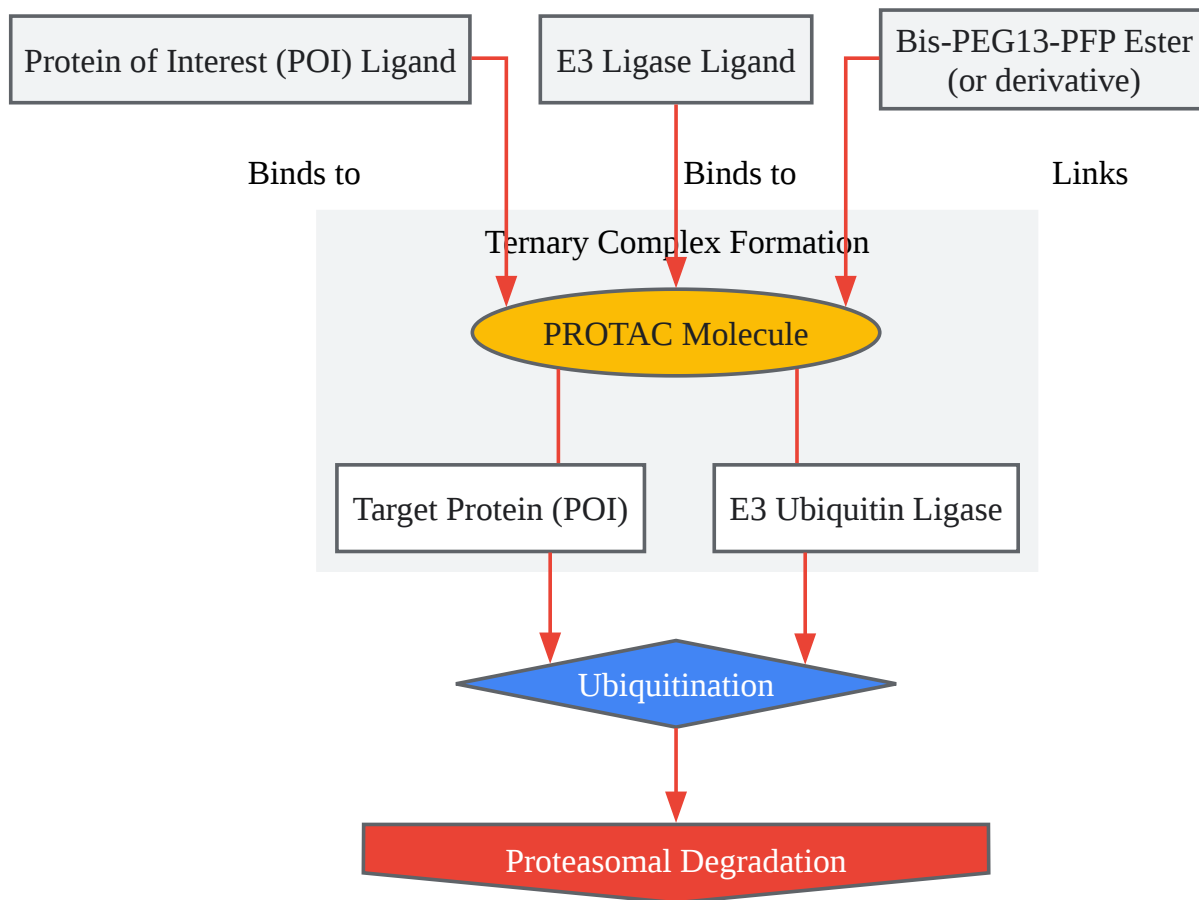 Protein of Interest (POI) Ligand
E3 Ligase Ligand
Bis-PEG13-PFP Ester
(or derivative)
Binds to
Binds to
Links
Ternary Complex Formation
PROTAC Molecule
Target Protein (POI)
E3 Ubiquitin Ligase
Ubiquitination
Proteasomal Degradation